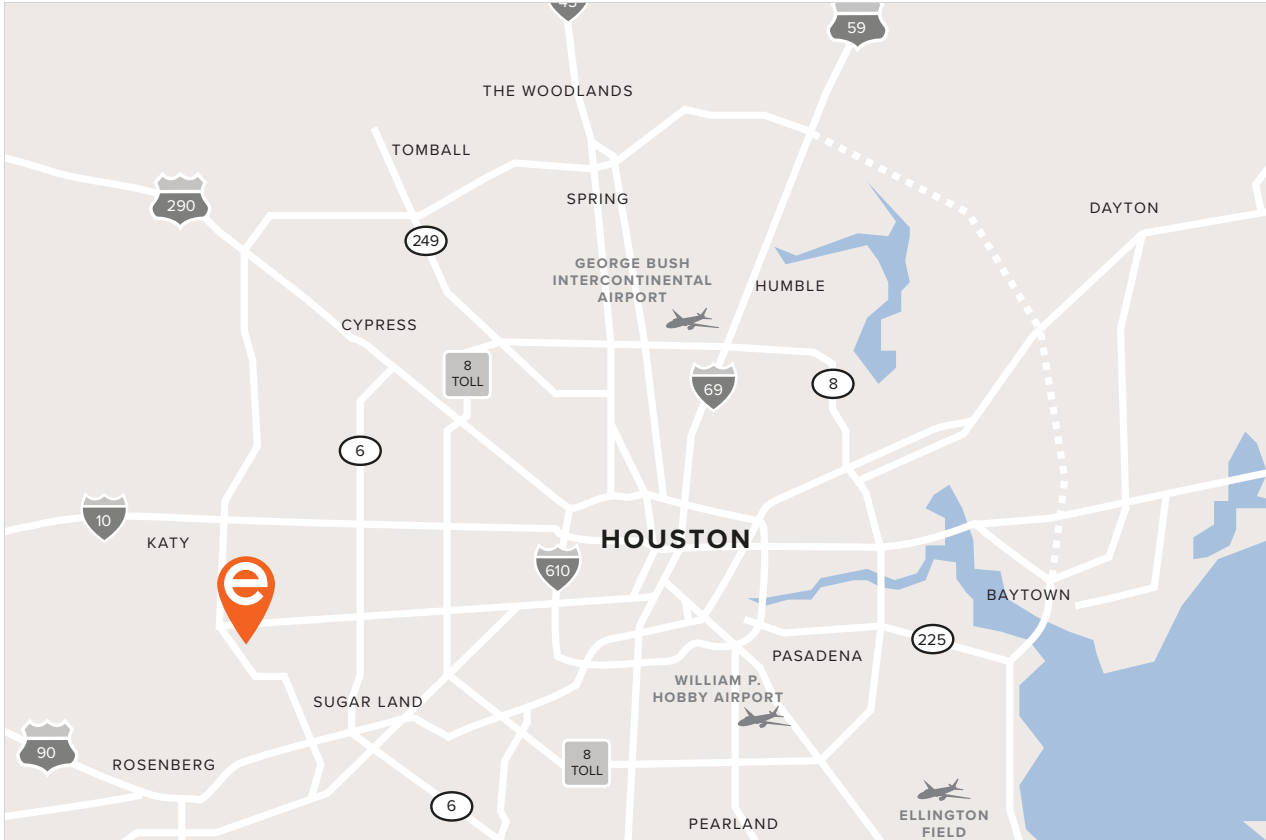 45
59
THE WOODLANDS
TOMBALL
SPRING
290
DAYTON
249
GEORGE BUSH
INTERCONTINENTAL
AIRPORT
HUMBLE
CYPRESS
8
TOLL
69
8
6
10
HOUSTON
KATY
610
e
BAYTOWN
225
PASADENA
WILLIAM P.
HOBBY AIRPORT
SUGAR LAND
90
ROSENBERG
8
TOLL
6
PEARLAND
ELLINGTON
FIELD